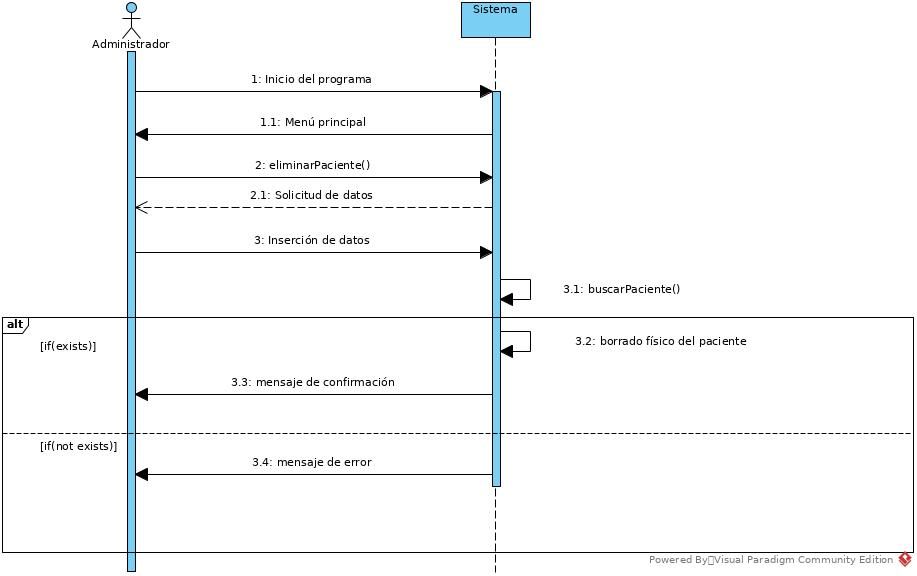 Sistema
Administrador
1: Inicio del programa
1.1: Menú principal
2: eliminarPaciente()
2.1: Solicitud de datos
3: Inserción de datos
3.1: buscarPaciente()
alt
[if(exists)]
3.2: borrado físico del paciente
3.3: mensaje de confirmación
[if(not exists)]
3.4: mensaje de error
Powered By Visual Paradigm Community Edition